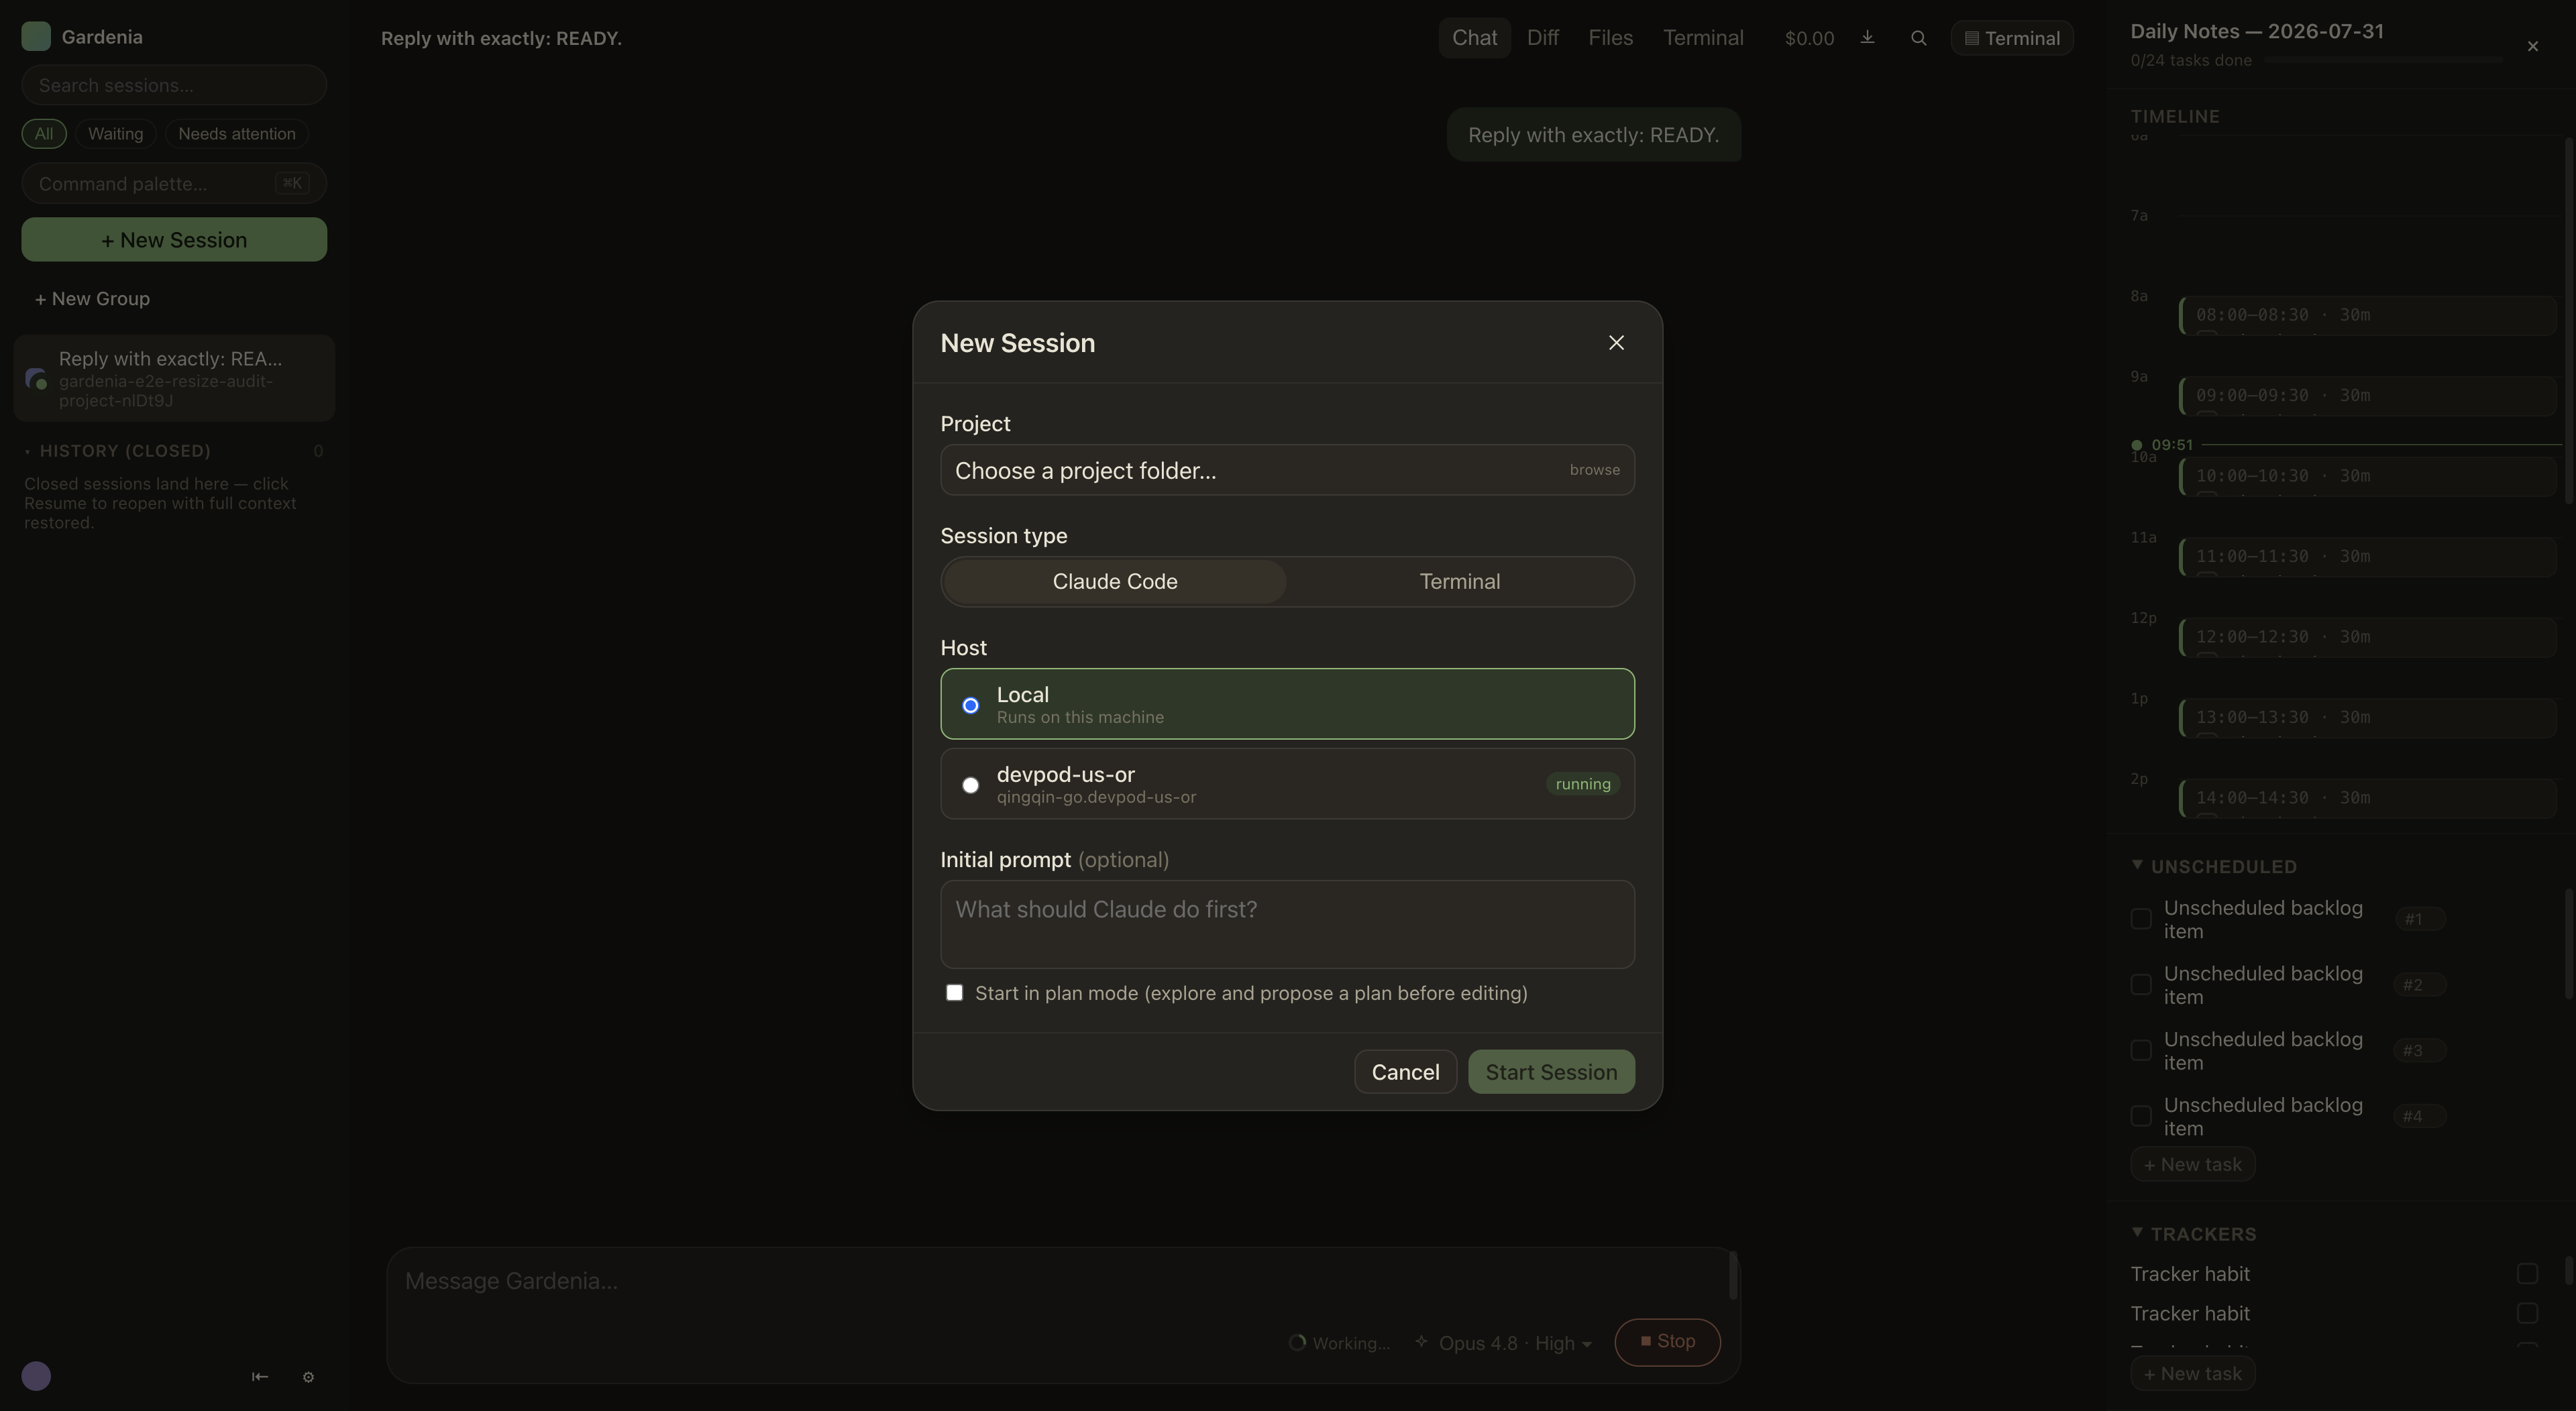 Gardenia
Search sessions...
All
Waiting
Needs attention
Command palette...
⌘K
+ New Session
+ New Group
Reply with exactly: REA...
gardenia-e2e-resize-audit-
project-nlDt9J
HISTORY (CLOSED)
0
Closed sessions land here — click
Resume to reopen with full context
restored.
Reply with exactly: READY.
Chat
Diff
Files
Terminal
$0.00
Terminal
Reply with exactly: READY.
New Session
Project
Choose a project folder...
browse
Session type
Claude Code
Terminal
Host
Local
Runs on this machine
devpod-us-or
qingqin-go.devpod-us-or
running
Initial prompt (optional)
What should Claude do first?
Start in plan mode (explore and propose a plan before editing)
Cancel
Start Session
Message Gardenia...
Working...
Opus 4.8 · High
Stop
Daily Notes — 2026-07-31
0/24 tasks done
TIMELINE
7a
8a
08:00–08:30 · 30m
9a
09:00–09:30 · 30m
09:51
10a
10:00–10:30 · 30m
11a
11:00–11:30 · 30m
12p
12:00–12:30 · 30m
1p
13:00–13:30 · 30m
2p
14:00–14:30 · 30m
UNSCHEDULED
Unscheduled backlog
item
#1
Unscheduled backlog
item
#2
Unscheduled backlog
item
#3
Unscheduled backlog
item
#4
+ New task
TRACKERS
Tracker habit
Tracker habit
+ New task